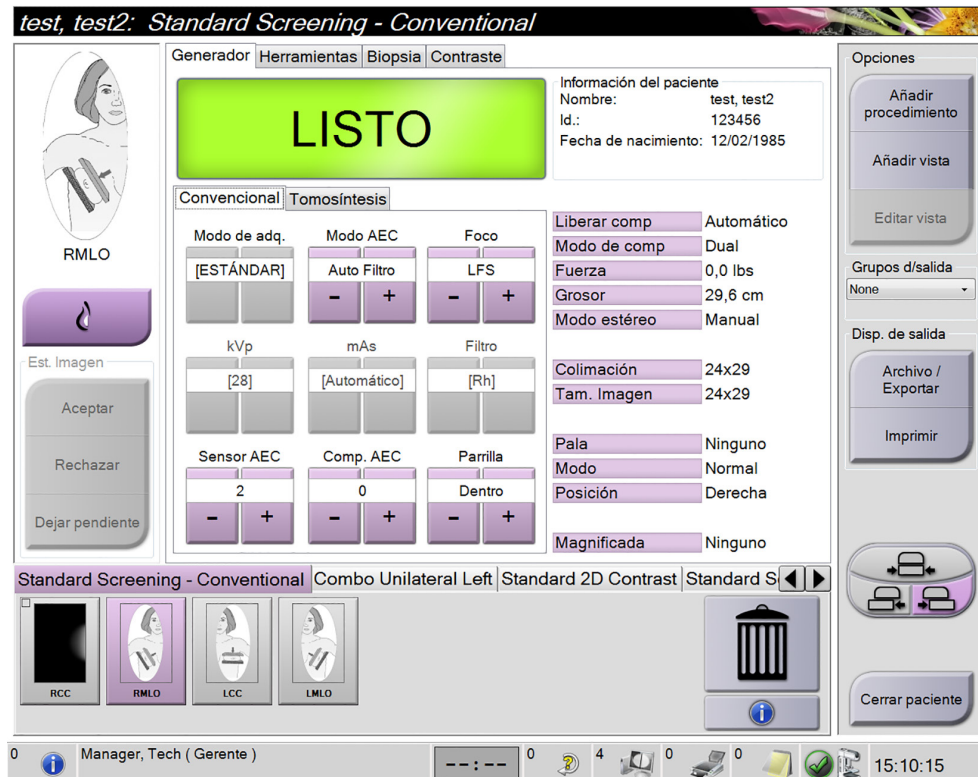 test, test2: Standard Screening - Conventional
RMLO
Est. Imagen
Aceptar
Rechazar
Dejar pendiente
Generador Herramientas Biopsia Contraste
LISTO
Información del paciente
Nombre: test, test2
Id.: 123456
Fecha de nacimiento: 12/02/1985
Convencional Tomosíntesis
Modo de adq. Modo AEC Foco
[ESTÁNDAR] Auto Filtro LFS
- + - +
kVp mAs Filtro
[28] [Automático] [Rh]
Sensor AEC Comp. AEC Parrilla
2 0 Dentro
- + - + - +
Liberar comp Automático
Modo de comp Dual
Fuerza 0,0 lbs
Grosor 29,6 cm
Modo estéreo Manual
Colimación 24x29
Tam. Imagen 24x29
Pala Ninguno
Modo Normal
Posición Derecha
Magnificada Ninguno
Opciones
Añadir
procedimiento
Añadir vista
Editar vista
Grupos d/salida
None
Disp. de salida
Archivo /
Exportar
Imprimir
Cerrar paciente
Standard Screening - Conventional Combo Unilateral Left Standard 2D Contrast Standard S
RCC RMLO LCC LMLO
0 Manager, Tech ( Gerente ) --:-- 0 4 0 0 15:10:15